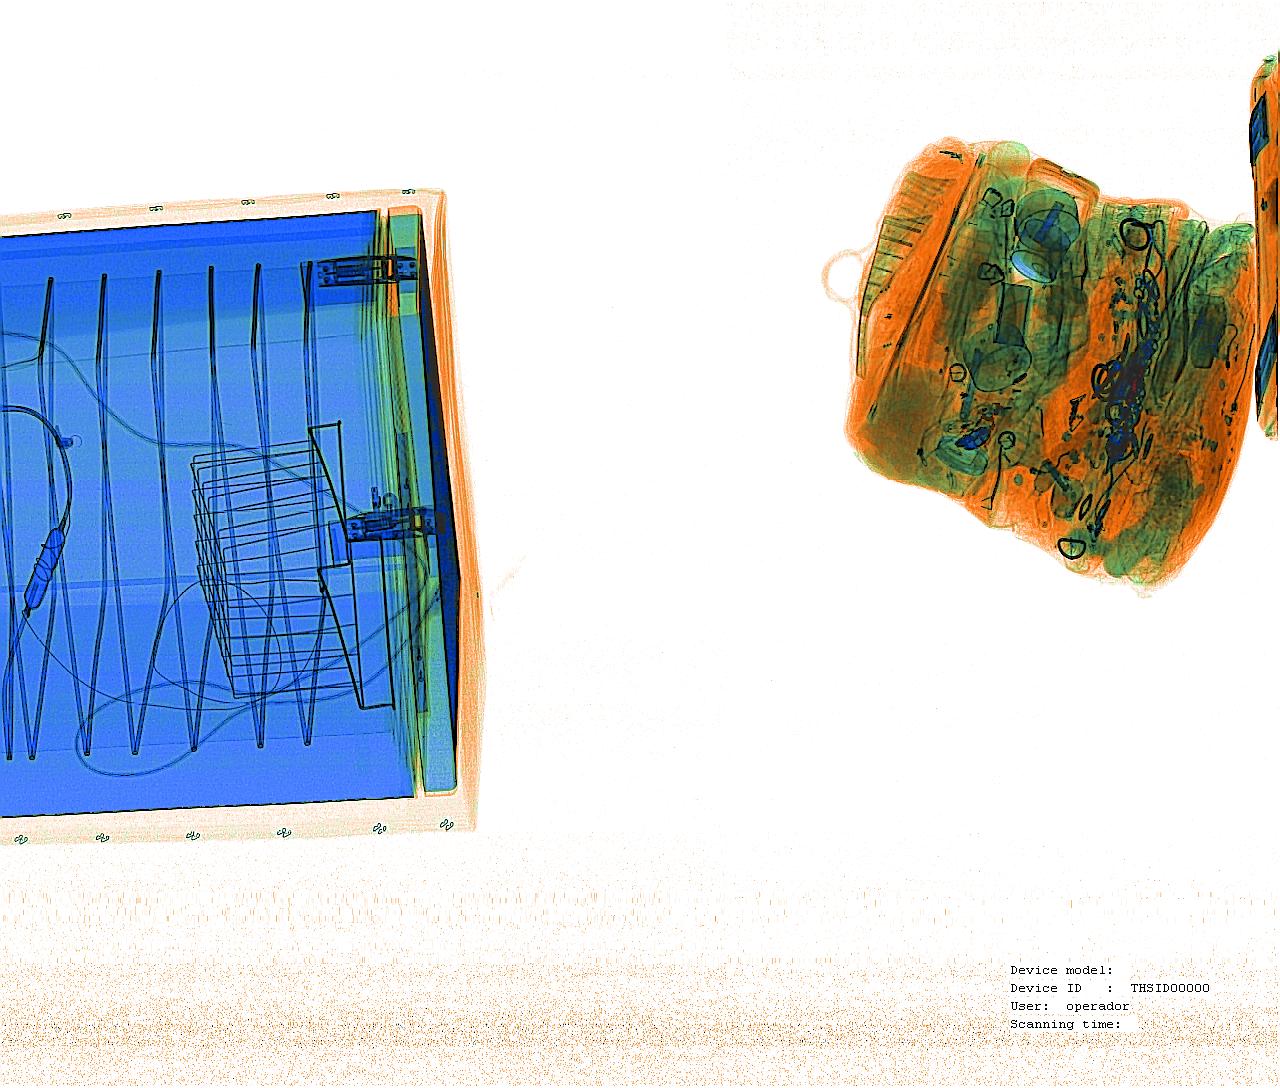 Device model:
Device ID : THSID00000
User: operador
Scanning time: